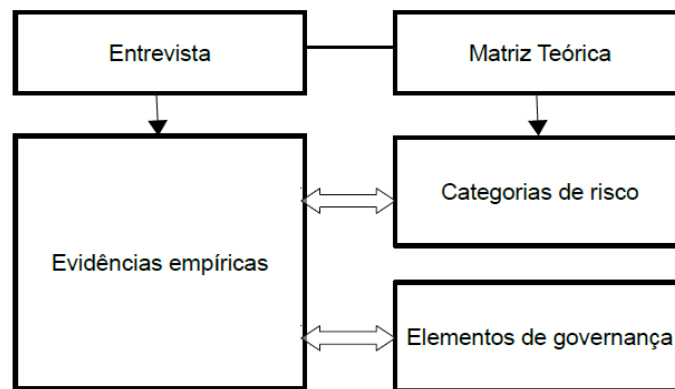 Entrevista
Matriz Teórica
Categorias de risco
Evidências empíricas
Elementos de governança